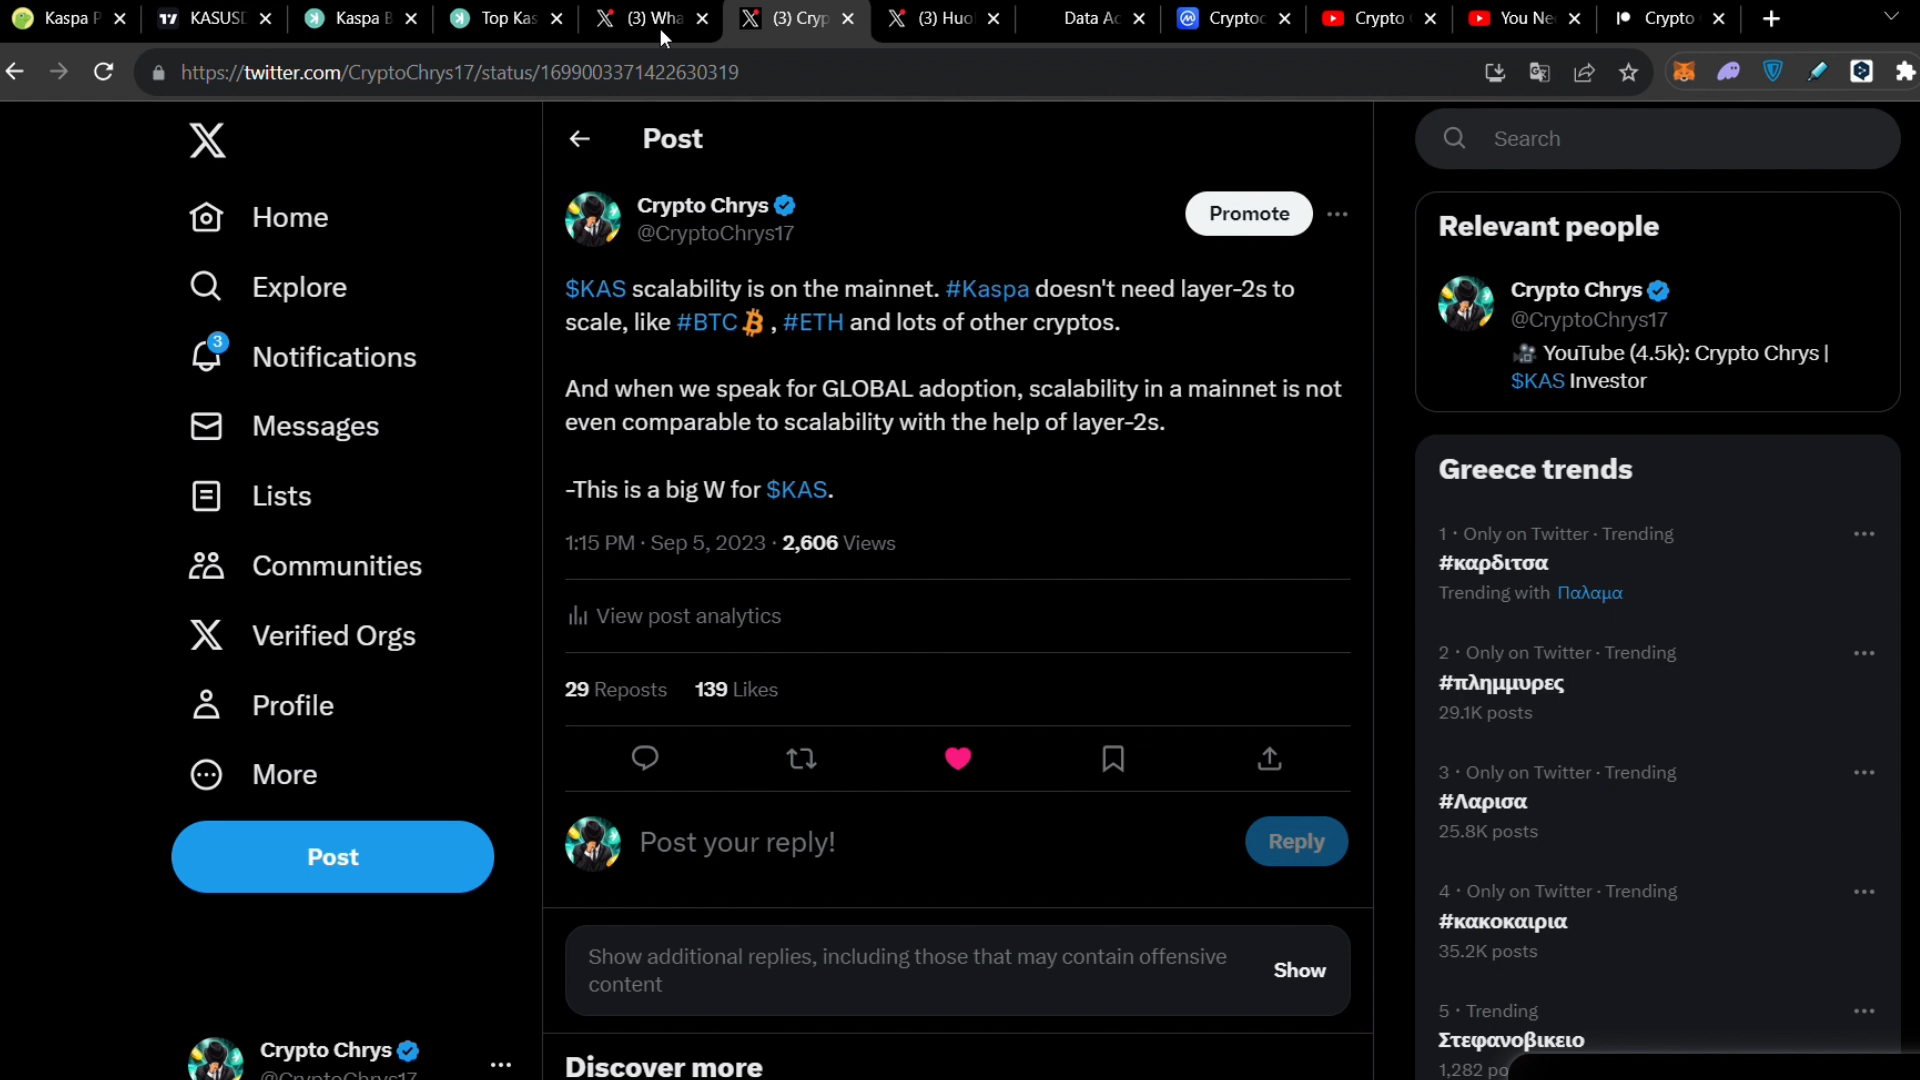 Kaspa P
KASUSD
Kaspa B
Top Kas
(3) Wha
(3) Cryp
(3) Huo
Data Ac
Cryptoc
Crypto
You Ne
Crypto
https://twitter.com/CryptoChrys17/status/1699003371422630319
Home
Explore
3
Notifications
Messages
Lists
Communities
Verified Orgs
Profile
More
Post
Crypto Chrys
@CryptoChrys17
Post
Crypto Chrys
@CryptoChrys17
Promote
$KAS scalability is on the mainnet. #Kaspa doesn't need layer-2s to
scale, like #BTC , #ETH and lots of other cryptos.
And when we speak for GLOBAL adoption, scalability in a mainnet is not
even comparable to scalability with the help of layer-2s.
-This is a big W for $KAS.
1:15 PM · Sep 5, 2023 · 2,606 Views
View post analytics
29 Reposts 139 Likes
Post your reply!
Reply
Show additional replies, including those that may contain offensive
content
Show
Discover more
Search
Relevant people
Crypto Chrys
@CryptoChrys17
YouTube (4.5k): Crypto Chrys |
$KAS Investor
Greece trends
1 · Only on Twitter · Trending
#καρδιτσα
Trending with Παλαμα
2 · Only on Twitter · Trending
#πλημμυρες
29.1K posts
3 · Only on Twitter · Trending
#Λαρισα
25.8K posts
4 · Only on Twitter · Trending
#κακοκαιρια
35.2K posts
5 · Trending
Στεφανοβικειο
1,282 po